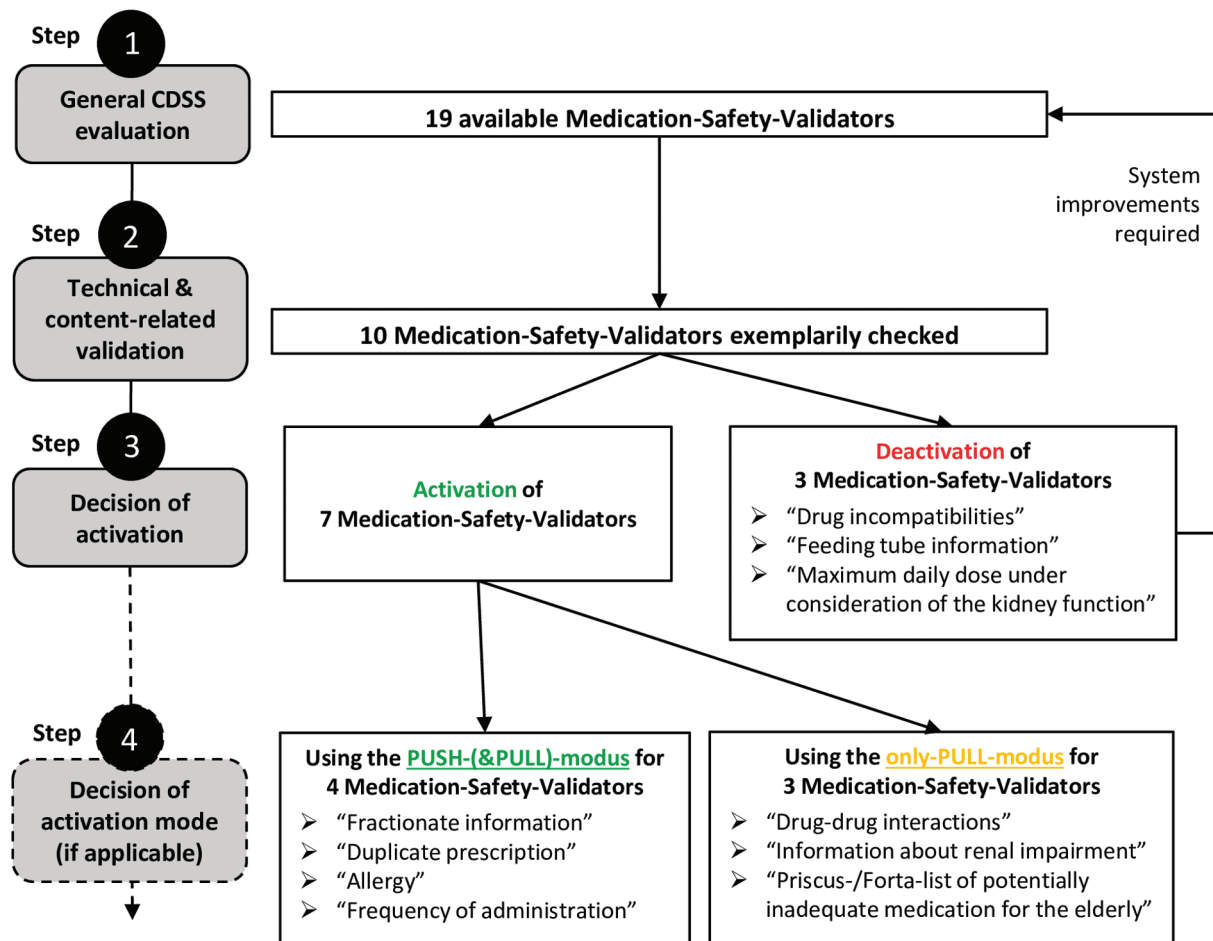 Step
1
General CDSS
evaluation
19 available Medication-Safety-Validators
System
improvements
required
Step
2
Technical &
content-related
validation
10 Medication-Safety-Validators exemplarily checked
Step
3
Decision of
activation
Activation of
7 Medication-Safety-Validators
Deactivation of
3 Medication-Safety-Validators
➢ “Drug incompatibilities”
➢ “Feeding tube information”
➢ “Maximum daily dose under
consideration of the kidney function”
Step
4
Decision of
activation mode
(if applicable)
Using the PUSH-(&PULL)-modus for
4 Medication-Safety-Validators
➢ “Fractionate information”
➢ “Duplicate prescription”
➢ “Allergy”
➢ “Frequency of administration”
Using the only-PULL-modus for
3 Medication-Safety-Validators
➢ “Drug-drug interactions”
➢ “Information about renal impairment”
➢ “Priscus-/Forta-list of potentially
inadequate medication for the elderly”